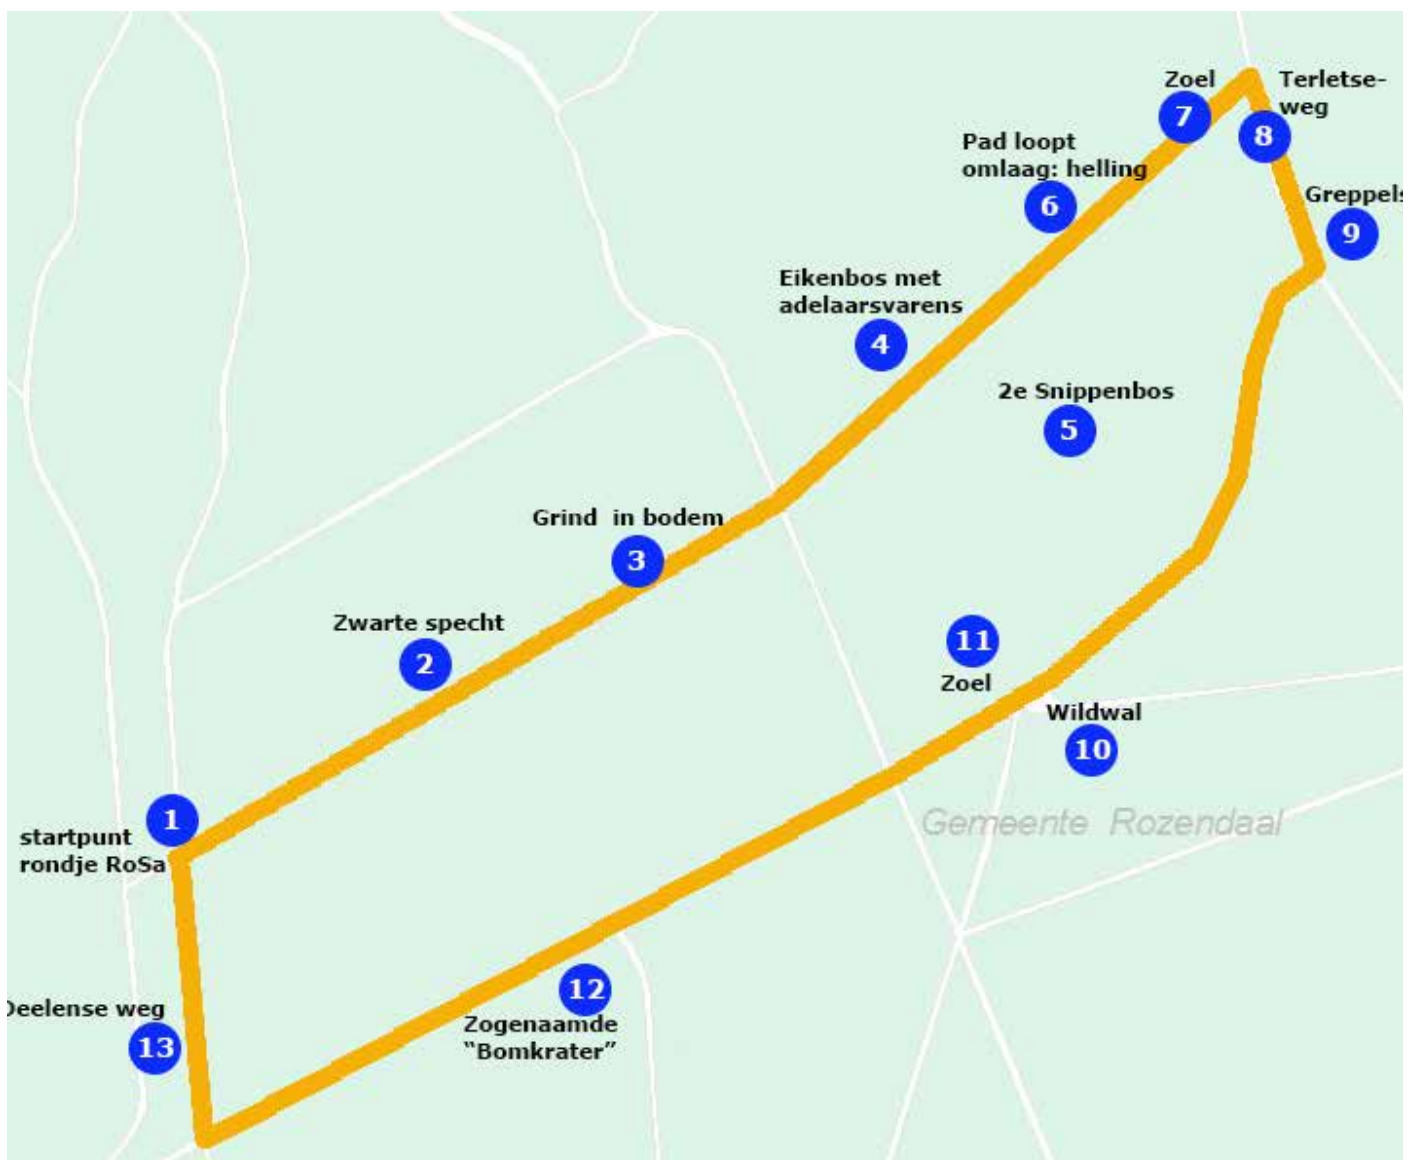 Zoel
7
Terletse-
weg
8
Pad loopt
omlaag: helling
6
Greppels
9
Eikenbos met
adelaarsvarens
4
2e Snippenbos
5
Grind in bodem
3
Zwarte specht
2
11
Zoel
Wildwal
10
1
startpunt
rondje RoSa
Gemeente Rozendaal
12
Zogenaamde
“Bomkrater”
Deelense weg
13